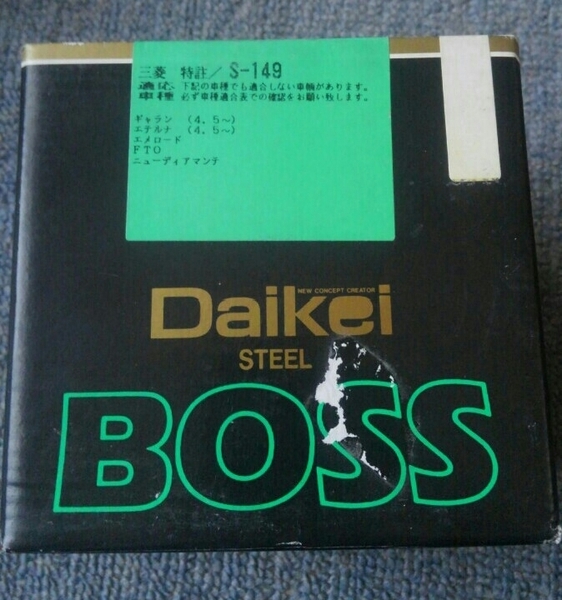 三菱 特註/ S-149
適応 下記の車種でも適合しない車輌があります。
車種 必ず車種適合表での確認をお願い致します。
ギャラン (4.5〜)
エテルナ (4.5〜)
エメロード
FTO
ニューディアマンテ
NEW CONCEPT CREATOR
Daikei
STEEL
BOSS